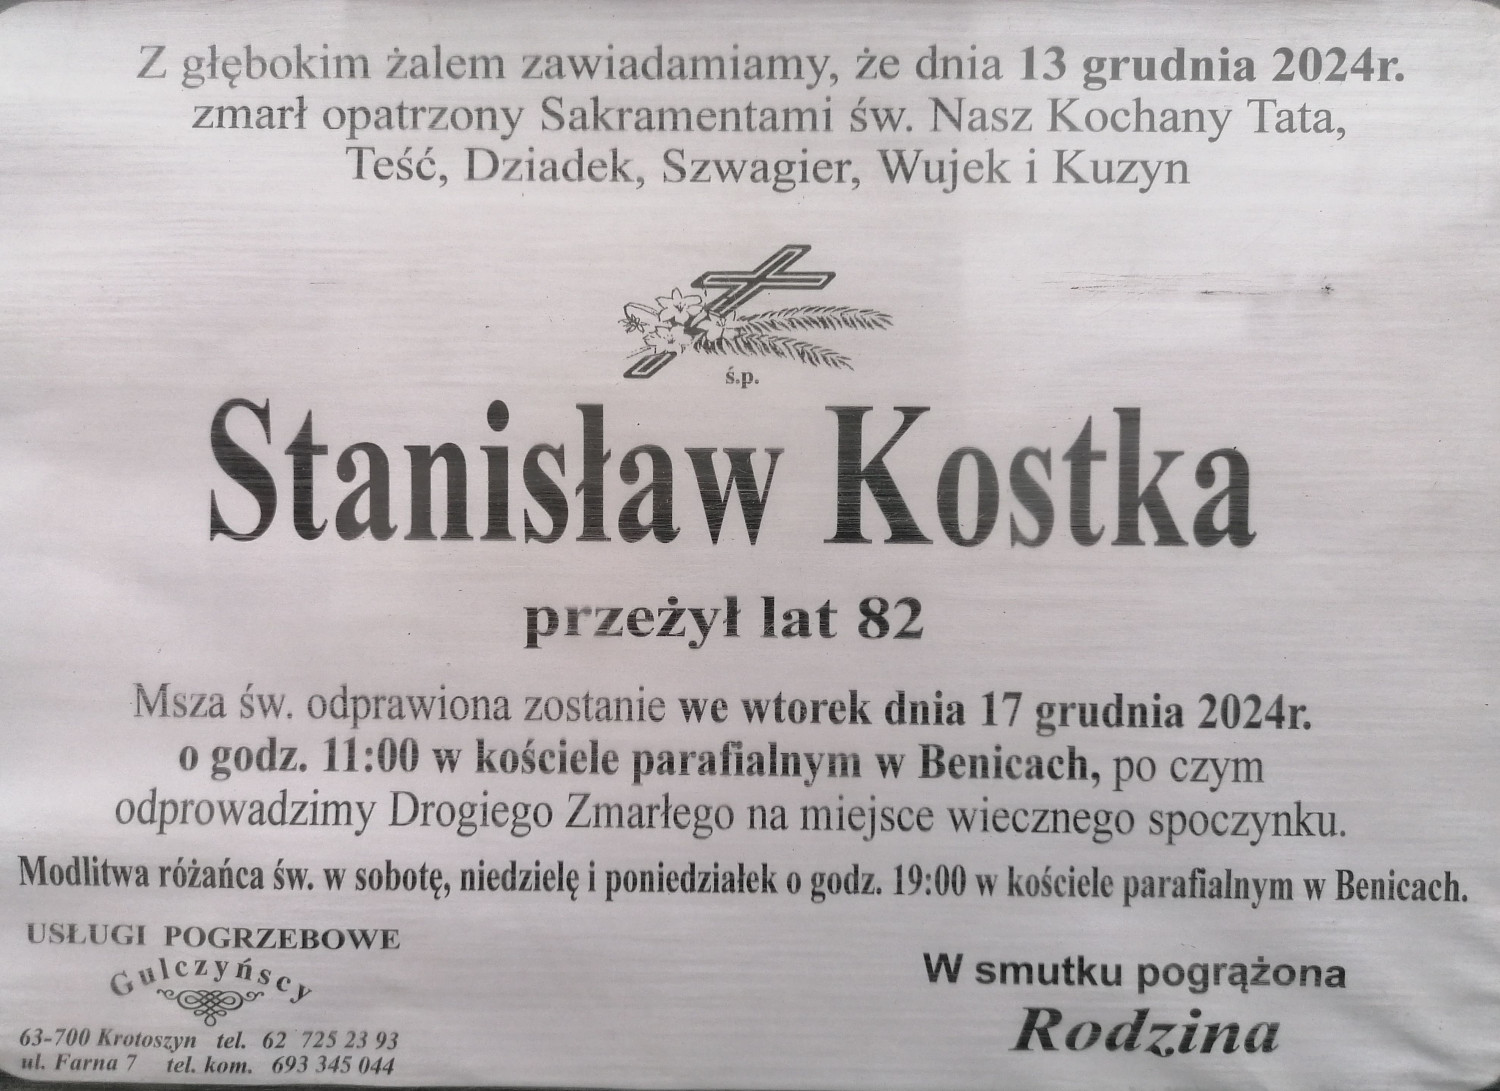 Z głębokim żalem zawiadamiamy, że dnia 13 grudnia 2024r.
zmarł opatrzony Sakramentami św. Nasz Kochany Tata,
Teść, Dziadek, Szwagier, Wujek i Kuzyn
ś.p.
Stanisław Kostka
przeżył lat 82
Msza św. odprawiona zostanie we wtorek dnia 17 grudnia 2024r.
o godz. 11:00 w kościele parafialnym w Benicach, po czym
odprowadzimy Drogiego Zmarłego na miejsce wiecznego spoczynku.
Modlitwa różańca św. w sobotę, niedzielę i poniedziałek o godz. 19:00 w kościele parafialnym w Benicach.
USŁUGI POGRZEBOWE
Gulczyńscy
63-700 Krotoszyn tel. 62 725 23 93
ul. Farna 7 tel. kom. 693 345 044
W smutku pogrążona
Rodzina